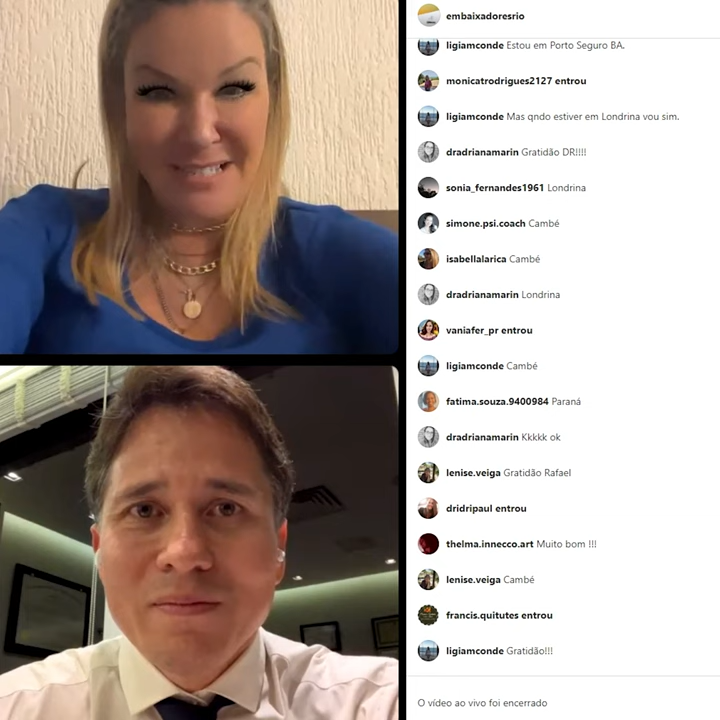 embaixadoresrio
ligiamconde Estou em Porto Seguro BA.
monicatrodrigues2127 entrou
ligiamconde Mas qndo estiver em Londrina vou sim.
dradrianamarin Gratidão DR!!!!
sonia_fernandes1961 Londrina
simone.psi.coach Cambé
isabellalarica Cambé
dradrianamarin Londrina
vaniafer_pr entrou
ligiamconde Cambé
fatima.souza.9400984 Paraná
dradrianamarin Kkkkk ok
lenise.veiga Gratidão Rafael
dridripaul entrou
thelma.innecco.art Muito bom !!!
lenise.veiga Cambé
francis.quitutes entrou
ligiamconde Gratidão!!!
O vídeo ao vivo foi encerrado